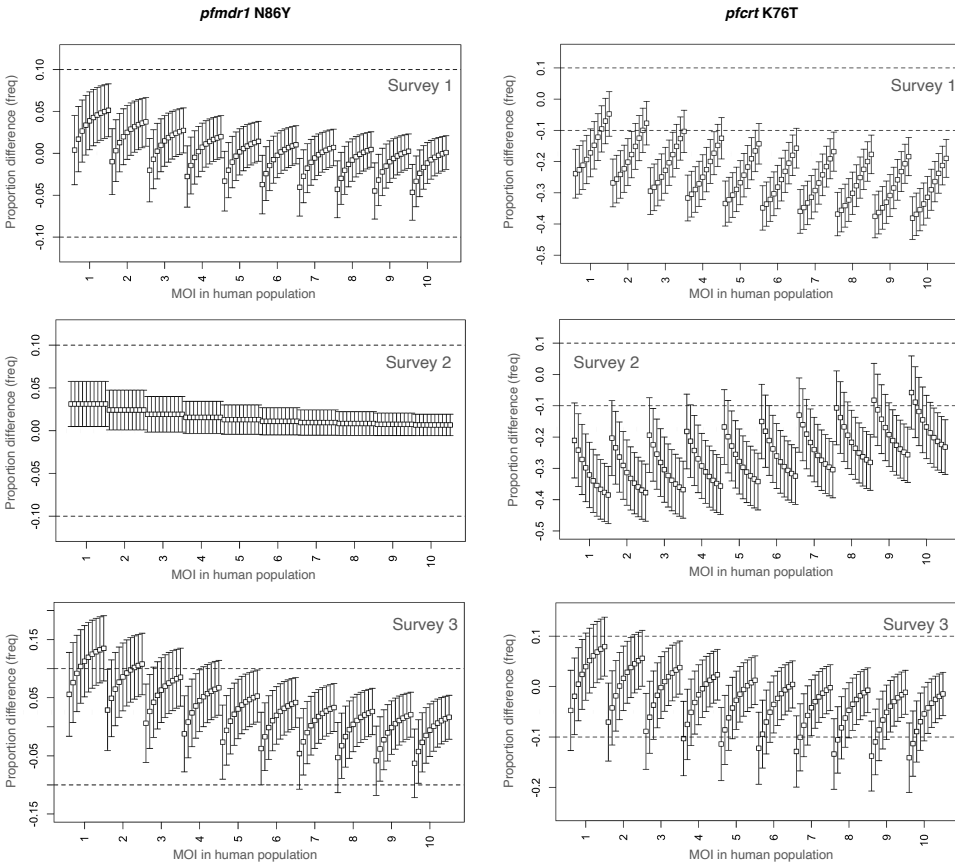 pfmdr1 N86Y
pfcrt K76T
Proportion difference (freq)
0.10
0.05
0.00
-0.05
-0.10
Survey 1
1 2 3 4 5 6 7 8 9 10
MOI in human population
Proportion difference (freq)
0.1
0.0
-0.1
-0.2
-0.3
-0.4
-0.5
Survey 1
1 2 3 4 5 6 7 8 9 10
MOI in human population
Proportion difference (freq)
0.10
0.05
0.00
-0.05
-0.10
Survey 2
1 2 3 4 5 6 7 8 9 10
MOI in human population
Proportion difference (freq)
0.1
0.0
-0.1
-0.2
-0.3
-0.4
-0.5
Survey 2
1 2 3 4 5 6 7 8 9 10
MOI in human population
Proportion difference (freq)
0.15
0.05
-0.05
-0.15
Survey 3
1 2 3 4 5 6 7 8 9 10
MOI in human population
Proportion difference (freq)
0.1
0.0
-0.1
-0.2
Survey 3
1 2 3 4 5 6 7 8 9 10
MOI in human population